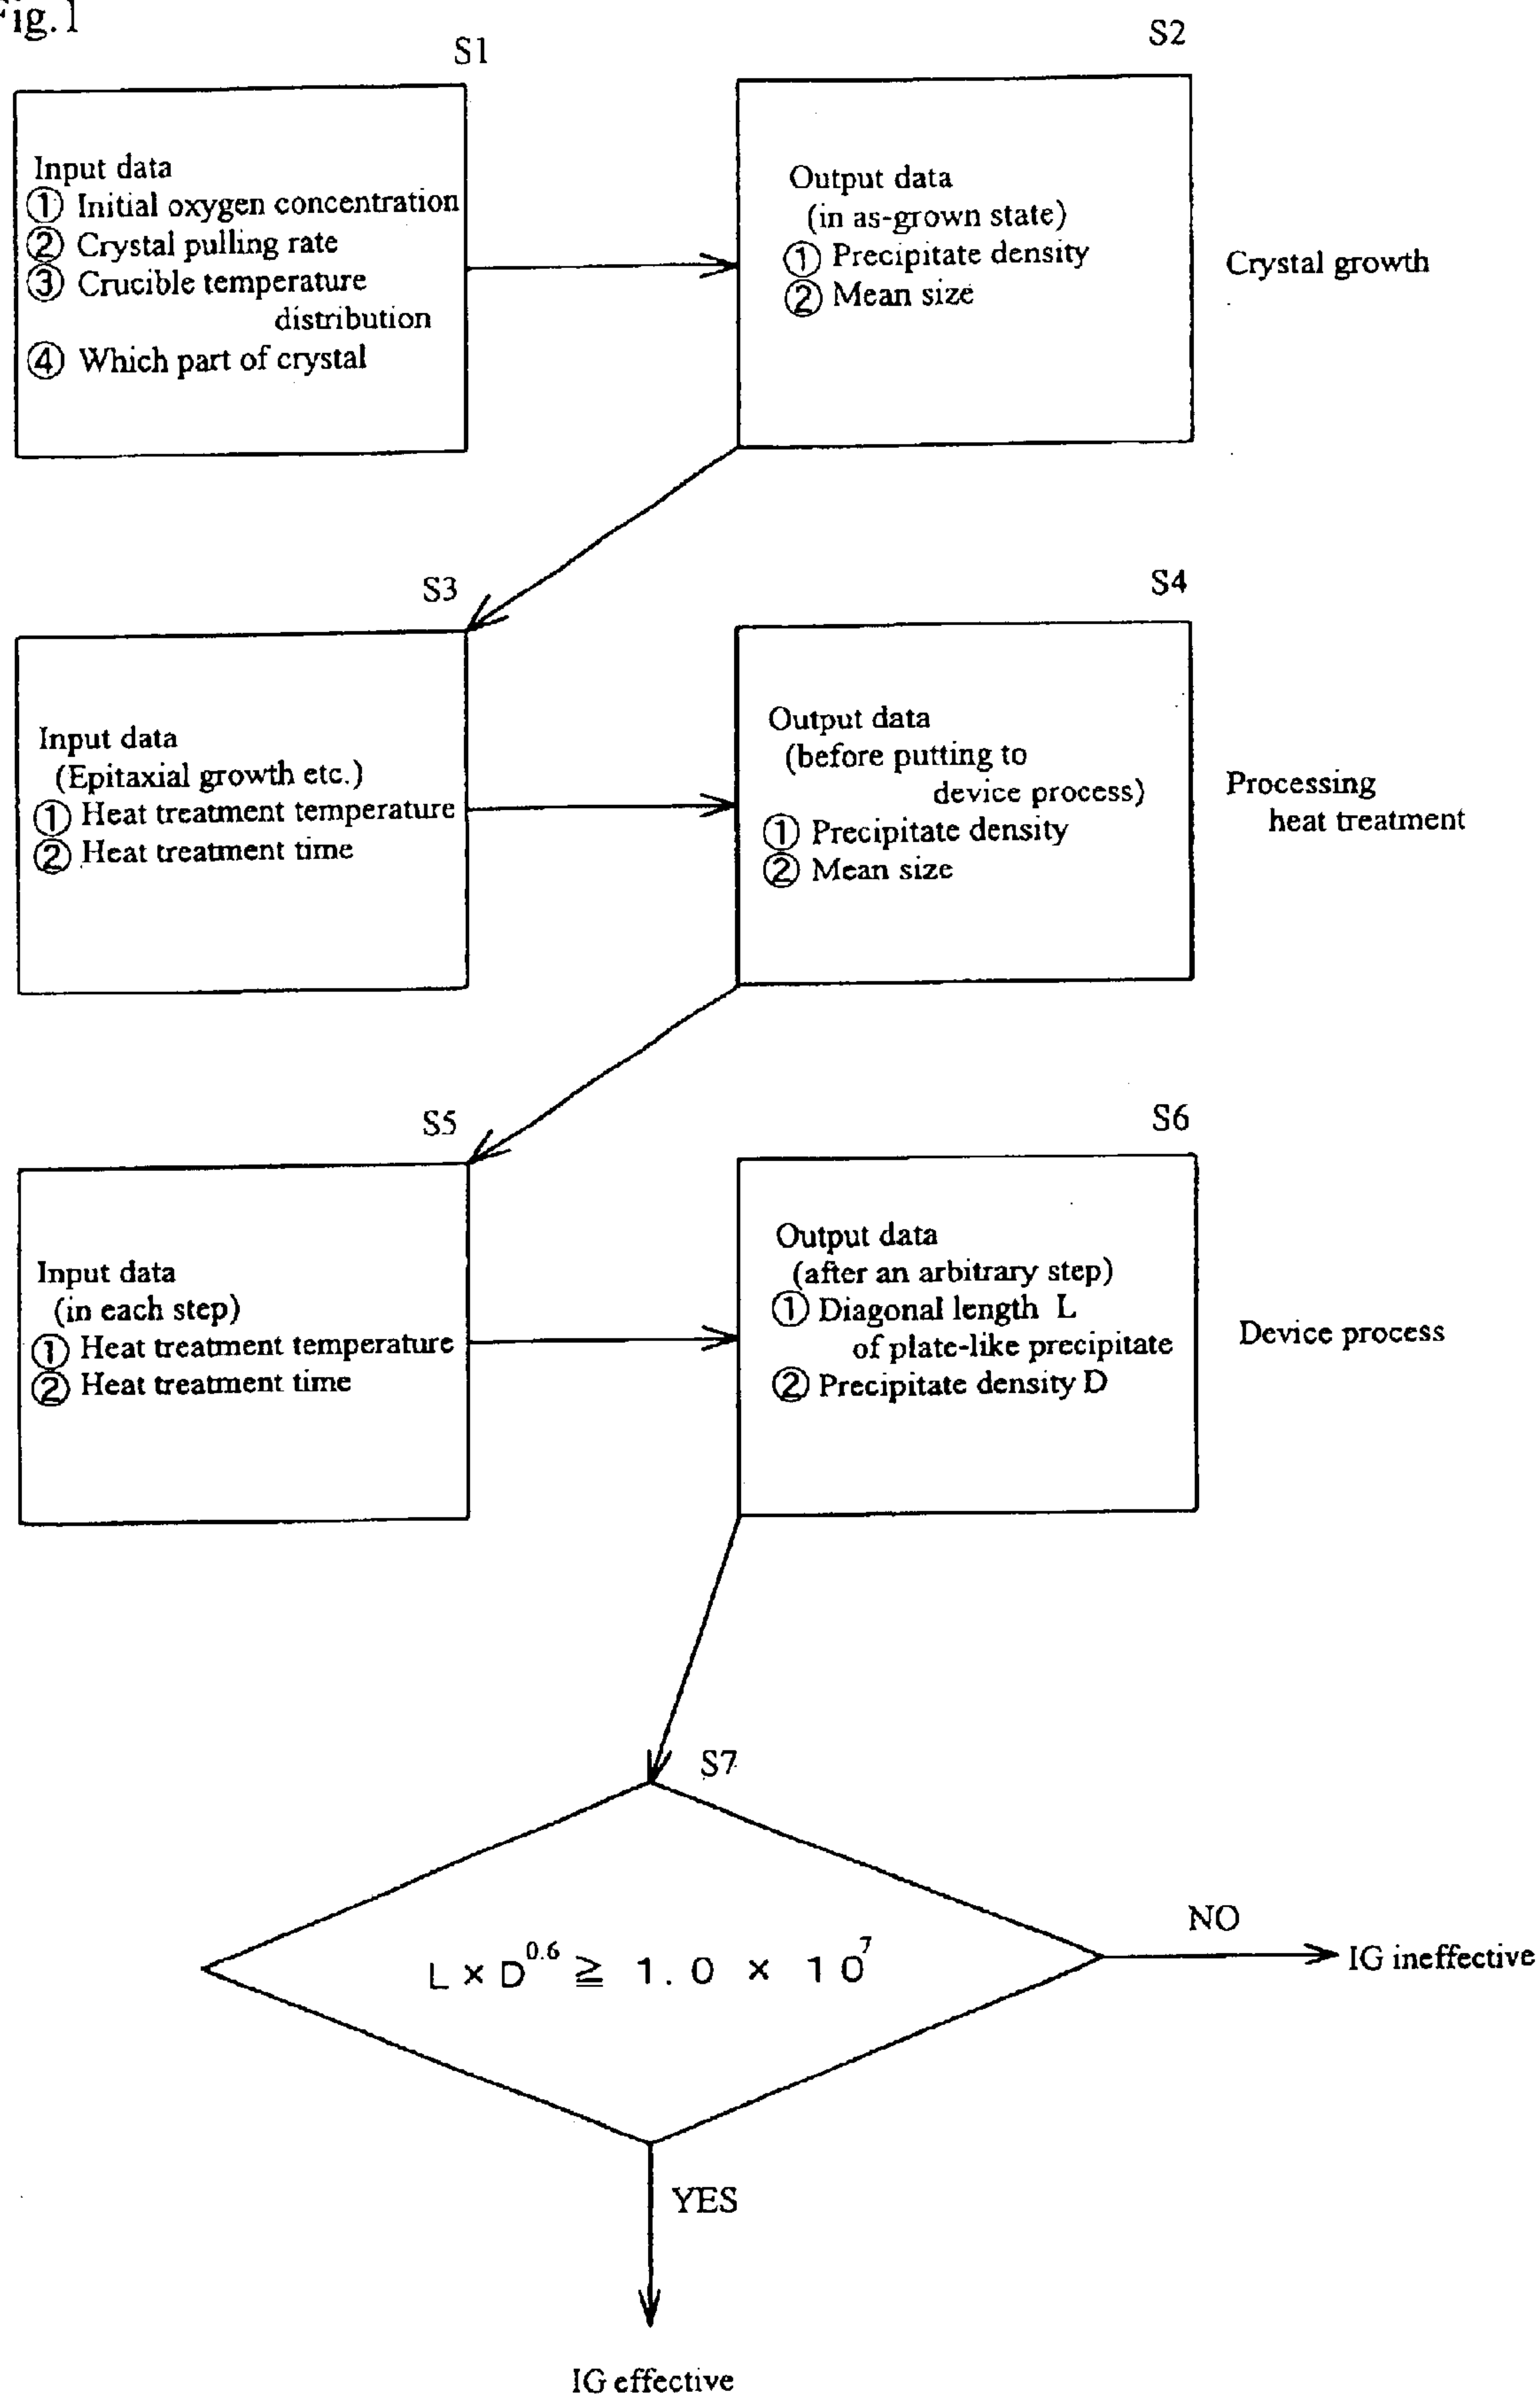 Fig.1
S1
Input data
① Initial oxygen concentration
② Crystal pulling rate
③ Crucible temperature
distribution
④ Which part of crystal
S2
Output data
(in as-grown state)
① Precipitate density
② Mean size
Crystal growth
S3
Input data
(Epitaxial growth etc.)
① Heat treatment temperature
② Heat treatment time
S4
Output data
(before putting to
device process)
① Precipitate density
② Mean size
Processing
heat treatment
S5
Input data
(in each step)
① Heat treatment temperature
② Heat treatment time
S6
Output data
(after an arbitrary step)
① Diagonal length L
of plate-like precipitate
② Precipitate density D
Device process
S7
L × D^0.6 ≧ 1.0 × 10^7
NO
IG ineffective
YES
IG effective